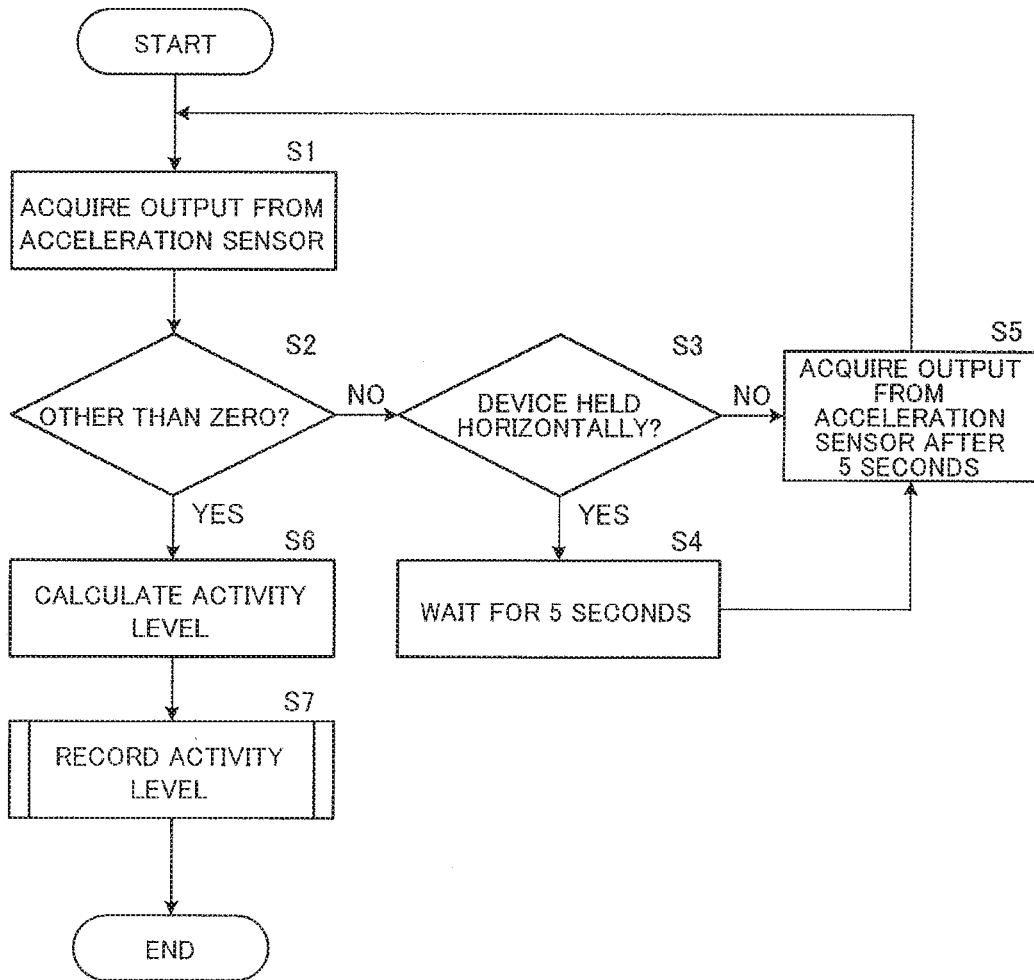 START
S1
ACQUIRE OUTPUT FROM
ACCELERATION SENSOR
S2
OTHER THAN ZERO?
NO
YES
S3
DEVICE HELD
HORIZONTALLY?
NO
YES
S5
ACQUIRE OUTPUT
FROM
ACCELERATION
SENSOR AFTER
5 SECONDS
S4
WAIT FOR 5 SECONDS
S6
CALCULATE ACTIVITY
LEVEL
S7
RECORD ACTIVITY
LEVEL
END